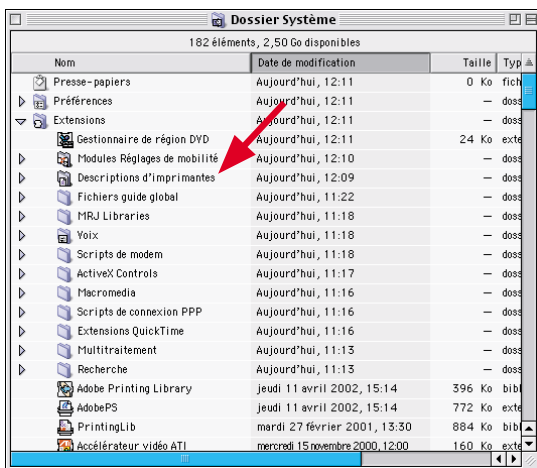 Dossier Système
182 éléments, 2,50 Go disponibles
Nom Date de modification Taille Typ
Presse-papiers Aujourd'hui, 12:11 0 Ko fich
Préférences Aujourd'hui, 12:11 – doss
Extensions Aujourd'hui, 12:11 – doss
Gestionnaire de région DVD Aujourd'hui, 12:11 24 Ko exte
Modules Réglages de mobilité Aujourd'hui, 12:10 – doss
Descriptions d'imprimantes Aujourd'hui, 12:09 – doss
Fichiers guide global Aujourd'hui, 11:22 – doss
MRJ Libraries Aujourd'hui, 11:18 – doss
Voix Aujourd'hui, 11:18 – doss
Scripts de modem Aujourd'hui, 11:18 – doss
ActiveX Controls Aujourd'hui, 11:17 – doss
Macromedia Aujourd'hui, 11:16 – doss
Scripts de connexion PPP Aujourd'hui, 11:16 – doss
Extensions QuickTime Aujourd'hui, 11:16 – doss
Multitraitement Aujourd'hui, 11:13 – doss
Recherche Aujourd'hui, 11:13 – doss
Adobe Printing Library jeudi 11 avril 2002, 15:14 396 Ko bibl
AdobePS jeudi 11 avril 2002, 15:14 772 Ko exte
PrintingLib mardi 27 février 2001, 13:30 884 Ko bibl
Accélérateur vidéo ATI mercredi 15 novembre 2000, 12:00 160 Ko exte